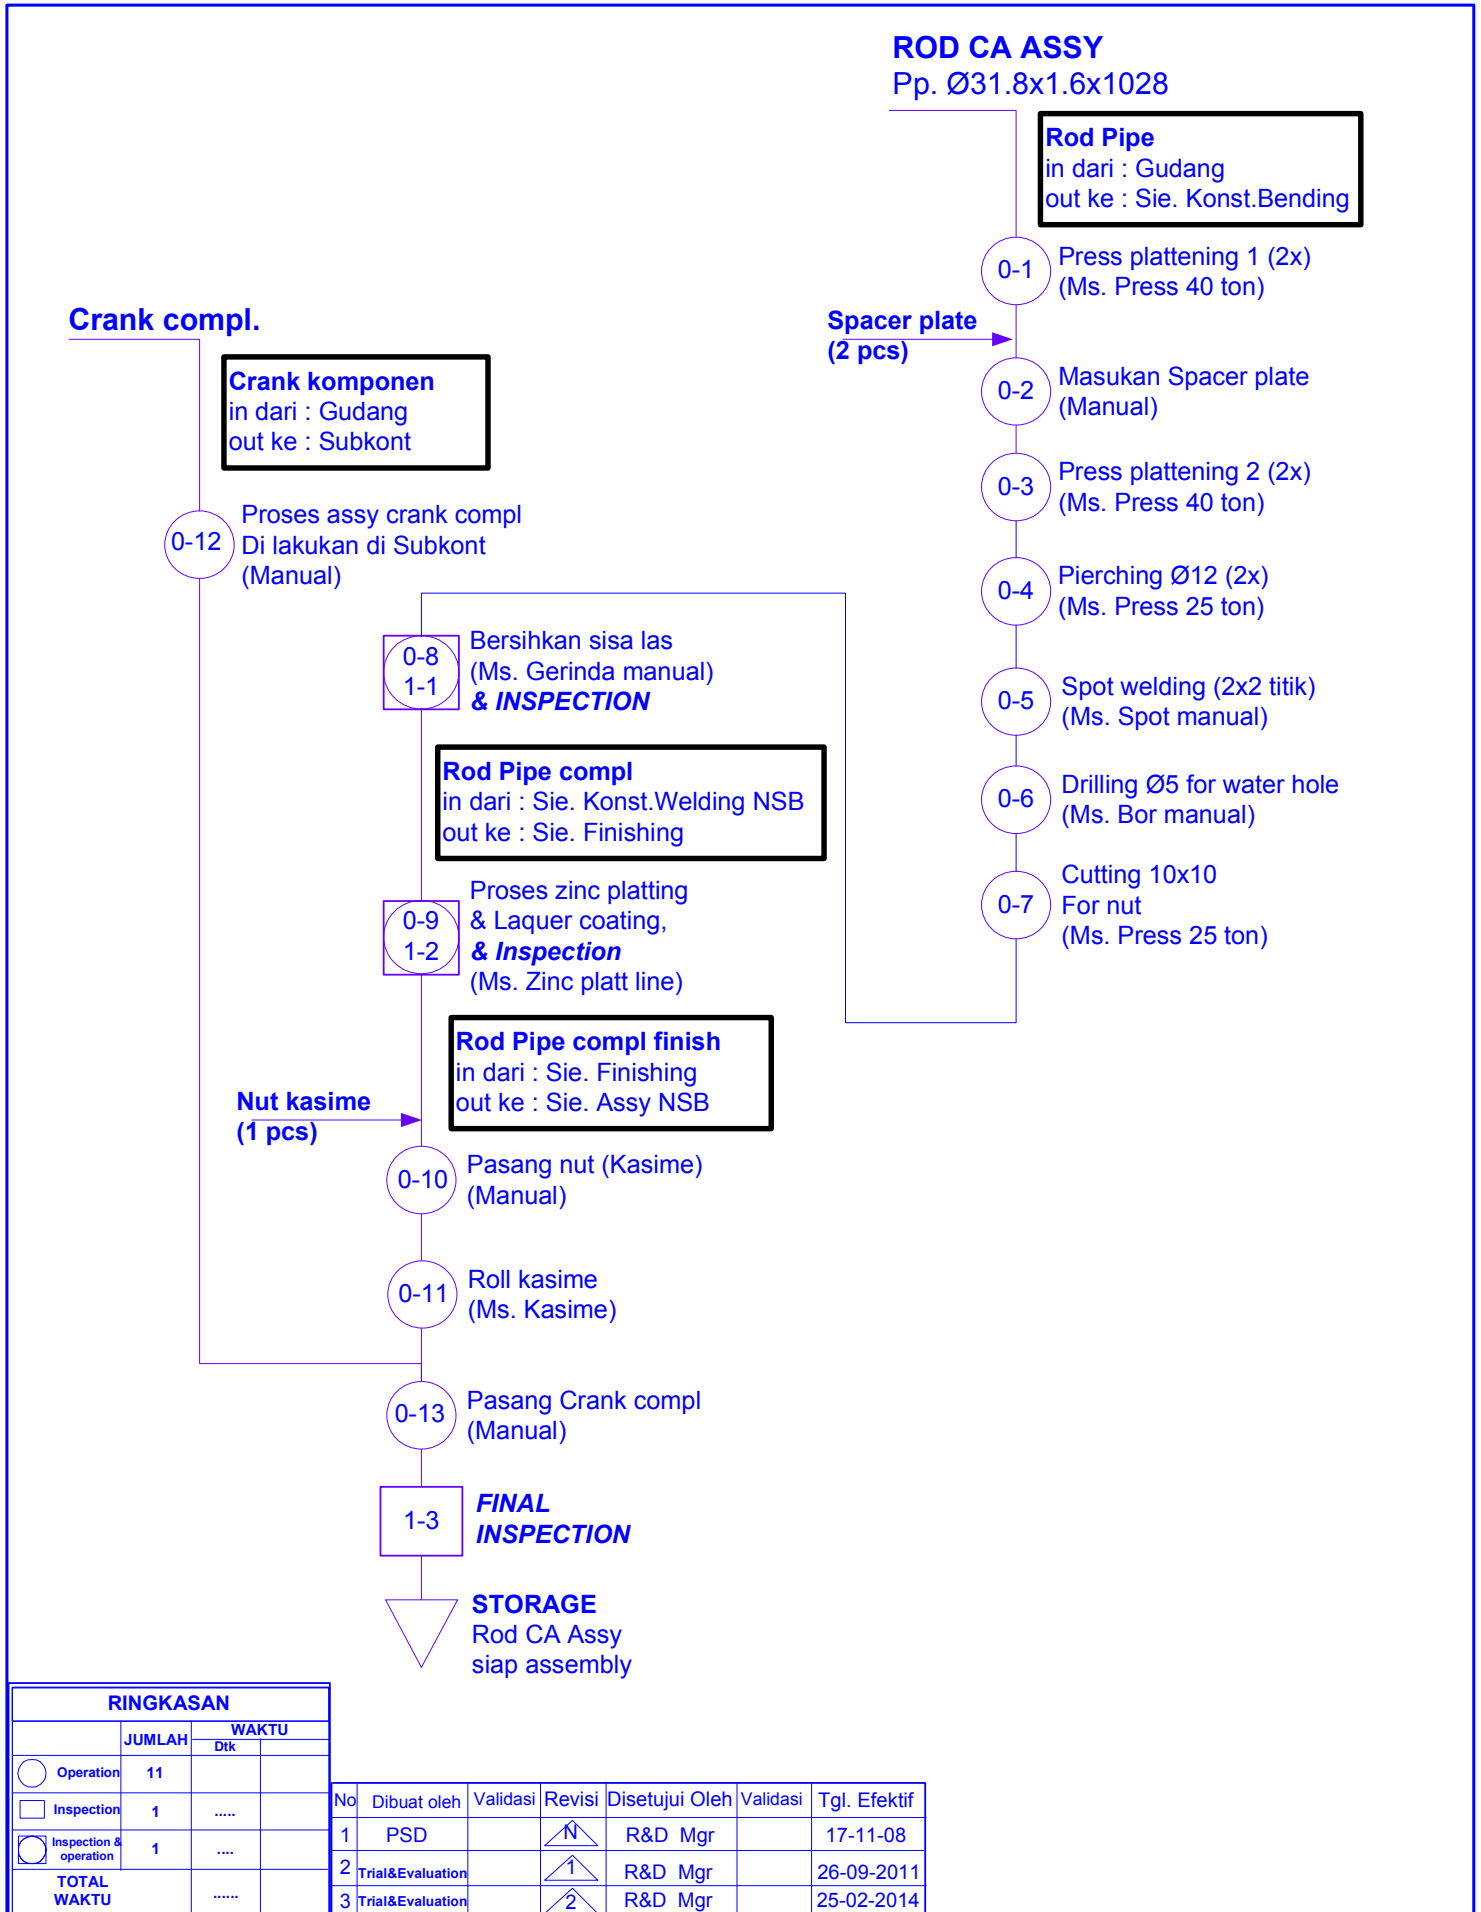 ROD CA ASSY
Pp. Ø31.8x1.6x1028
Rod Pipe
in dari : Gudang
out ke : Sie. Konst.Bending
0-1
Press plattening 1 (2x)
(Ms. Press 40 ton)
Spacer plate
(2 pcs)
0-2
Masukan Spacer plate
(Manual)
0-3
Press plattening 2 (2x)
(Ms. Press 40 ton)
0-4
Pierching Ø12 (2x)
(Ms. Press 25 ton)
0-5
Spot welding (2x2 titik)
(Ms. Spot manual)
0-6
Drilling Ø5 for water hole
(Ms. Bor manual)
0-7
Cutting 10x10
For nut
(Ms. Press 25 ton)
Crank compl.
Crank komponen
in dari : Gudang
out ke : Subkont
0-12
Proses assy crank compl
Di lakukan di Subkont
(Manual)
0-8
1-1
Bersihkan sisa las
(Ms. Gerinda manual)
& INSPECTION
Rod Pipe compl
in dari : Sie. Konst.Welding NSB
out ke : Sie. Finishing
0-9
1-2
Proses zinc platting
& Laquer coating,
& Inspection
(Ms. Zinc platt line)
Rod Pipe compl finish
in dari : Sie. Finishing
out ke : Sie. Assy NSB
Nut kasime
(1 pcs)
0-10
Pasang nut (Kasime)
(Manual)
0-11
Roll kasime
(Ms. Kasime)
0-13
Pasang Crank compl
(Manual)
1-3
FINAL
INSPECTION
STORAGE
Rod CA Assy
siap assembly
RINGKASAN
JUMLAH WAKTU
Dtk
Operation 11
Inspection 1 .....
Inspection &
operation 1 ....
TOTAL
WAKTU ......
No Dibuat oleh Validasi Revisi Disetujui Oleh Validasi Tgl. Efektif
1 PSD N R&D Mgr 17-11-08
2 Trial&Evaluation 1 R&D Mgr 26-09-2011
3 Trial&Evaluation 2 R&D Mgr 25-02-2014